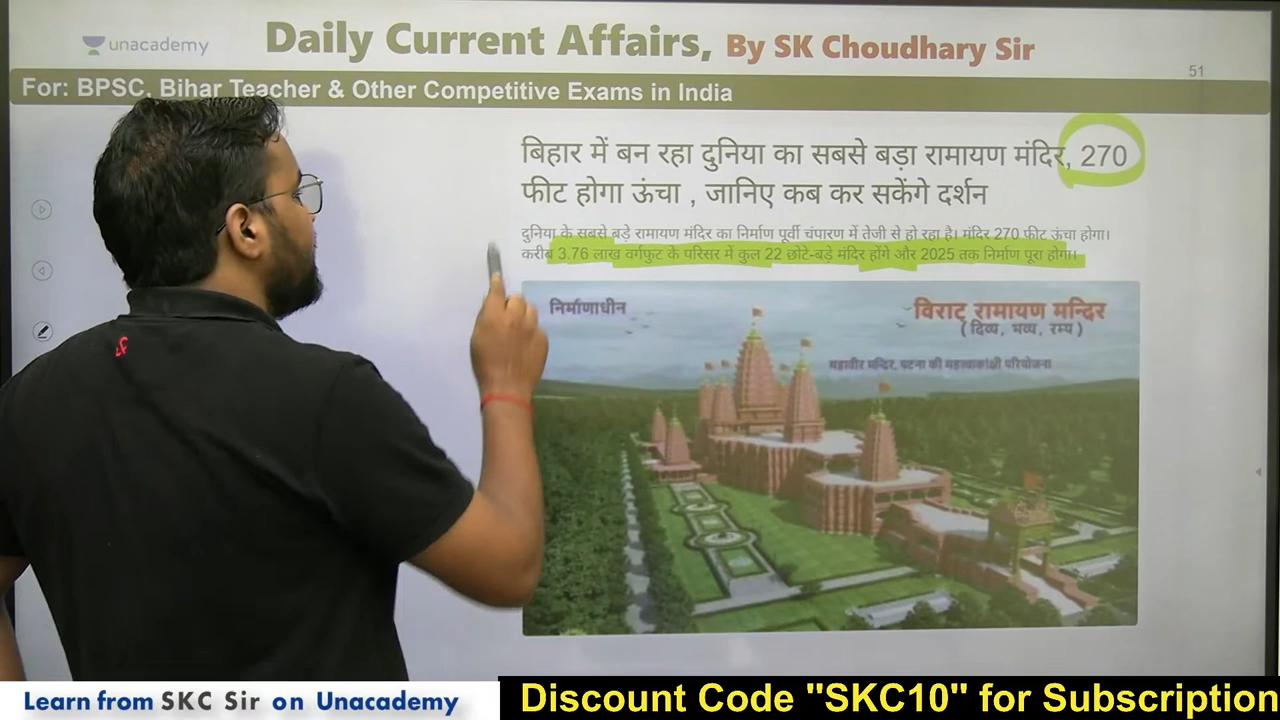 unacademy
Daily Current Affairs, By SK Choudhary Sir
51
For: BPSC, Bihar Teacher & Other Competitive Exams in India
बिहार में बन रहा दुनिया का सबसे बड़ा रामायण मंदिर, 270
फीट होगा ऊंचा , जानिए कब कर सकेंगे दर्शन
दुनिया के सबसे बड़े रामायण मंदिर का निर्माण पूर्वी चंपारण में तेजी से हो रहा है। मंदिर 270 फीट ऊंचा होगा।
करीब 3.76 लाख वर्गफुट के परिसर में कुल 22 छोटे-बड़े मंदिर होंगे और 2025 तक निर्माण पूरा होगा।
निर्माणाधीन
विराट् रामायण मन्दिर
(दिव्य, भव्य, रम्य)
महावीर मन्दिर, पटना की महत्वाकांक्षी परियोजना
Learn from SKC Sir on Unacademy
Discount Code "SKC10" for Subscription